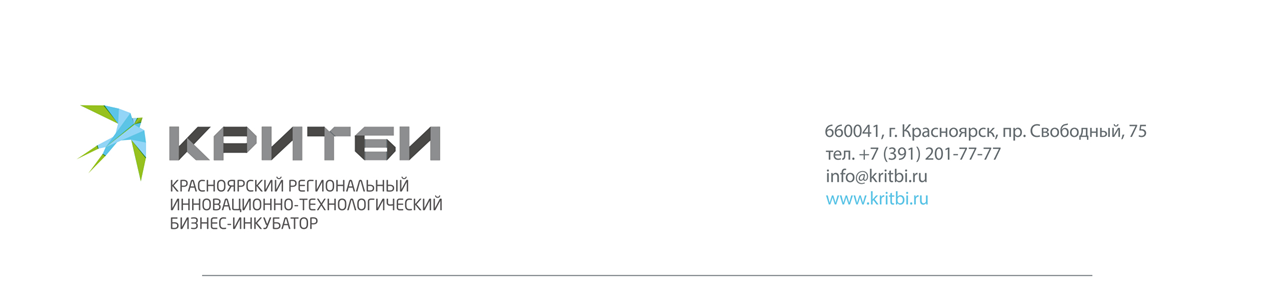 КРИТБИ
КРАСНОЯРСКИЙ РЕГИОНАЛЬНЫЙ
ИННОВАЦИОННО-ТЕХНОЛОГИЧЕСКИЙ
БИЗНЕС-ИНКУБАТОР
660041, г. Красноярск, пр. Свободный, 75
тел. +7 (391) 201-77-77
info@kritbi.ru
www.kritbi.ru